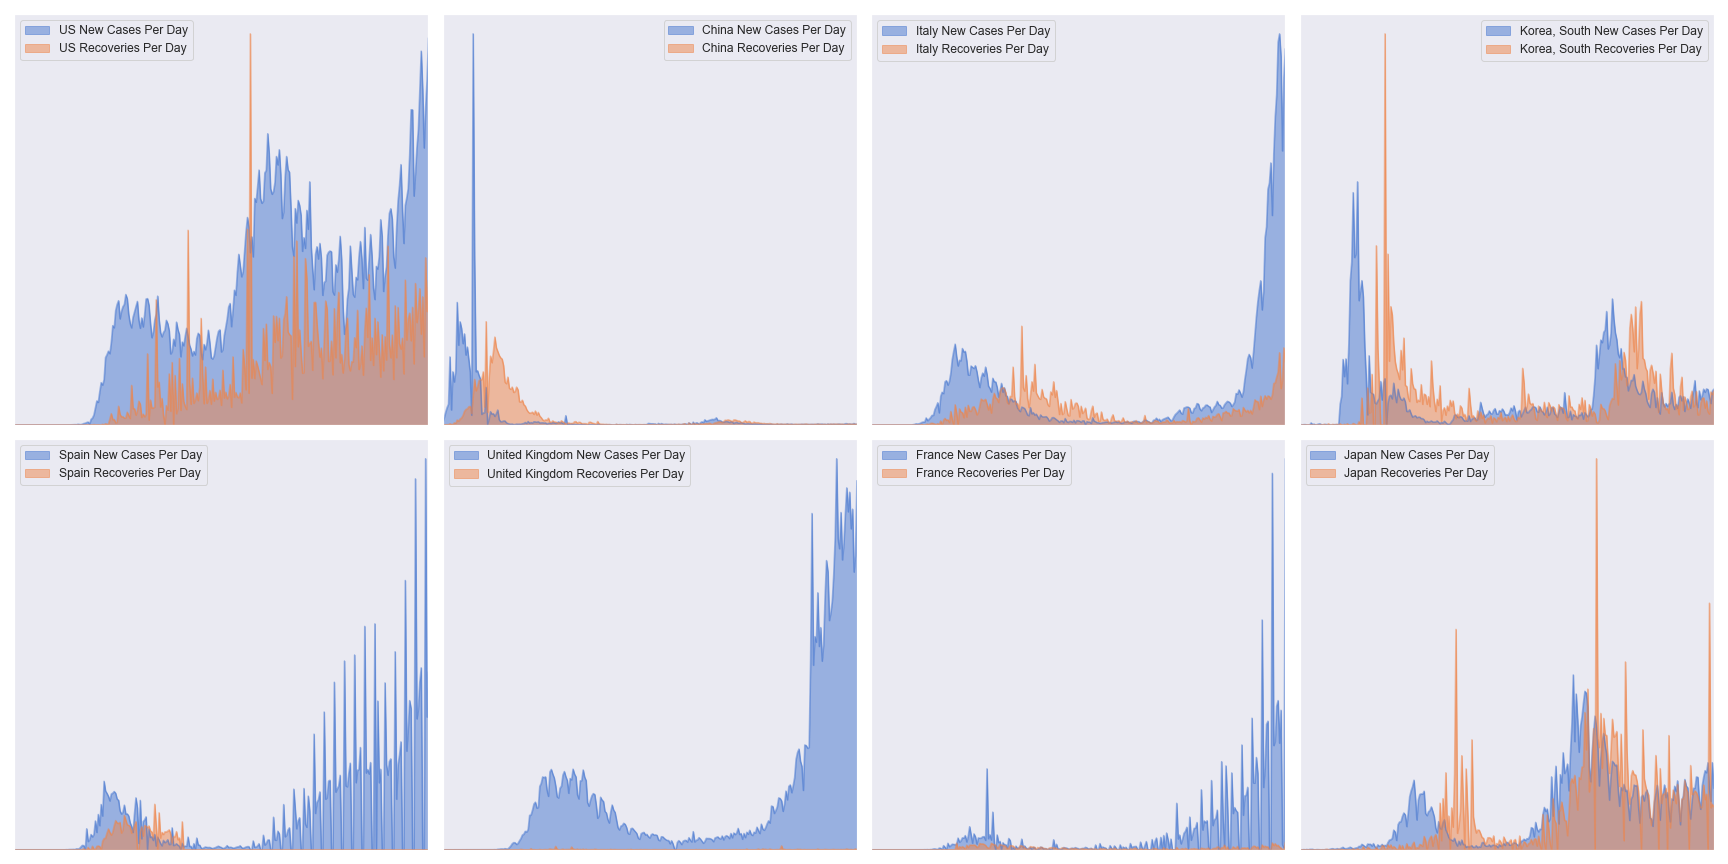 US New Cases Per Day
US Recoveries Per Day
China New Cases Per Day
China Recoveries Per Day
Italy New Cases Per Day
Italy Recoveries Per Day
Korea, South New Cases Per Day
Korea, South Recoveries Per Day
Spain New Cases Per Day
Spain Recoveries Per Day
United Kingdom New Cases Per Day
United Kingdom Recoveries Per Day
France New Cases Per Day
France Recoveries Per Day
Japan New Cases Per Day
Japan Recoveries Per Day